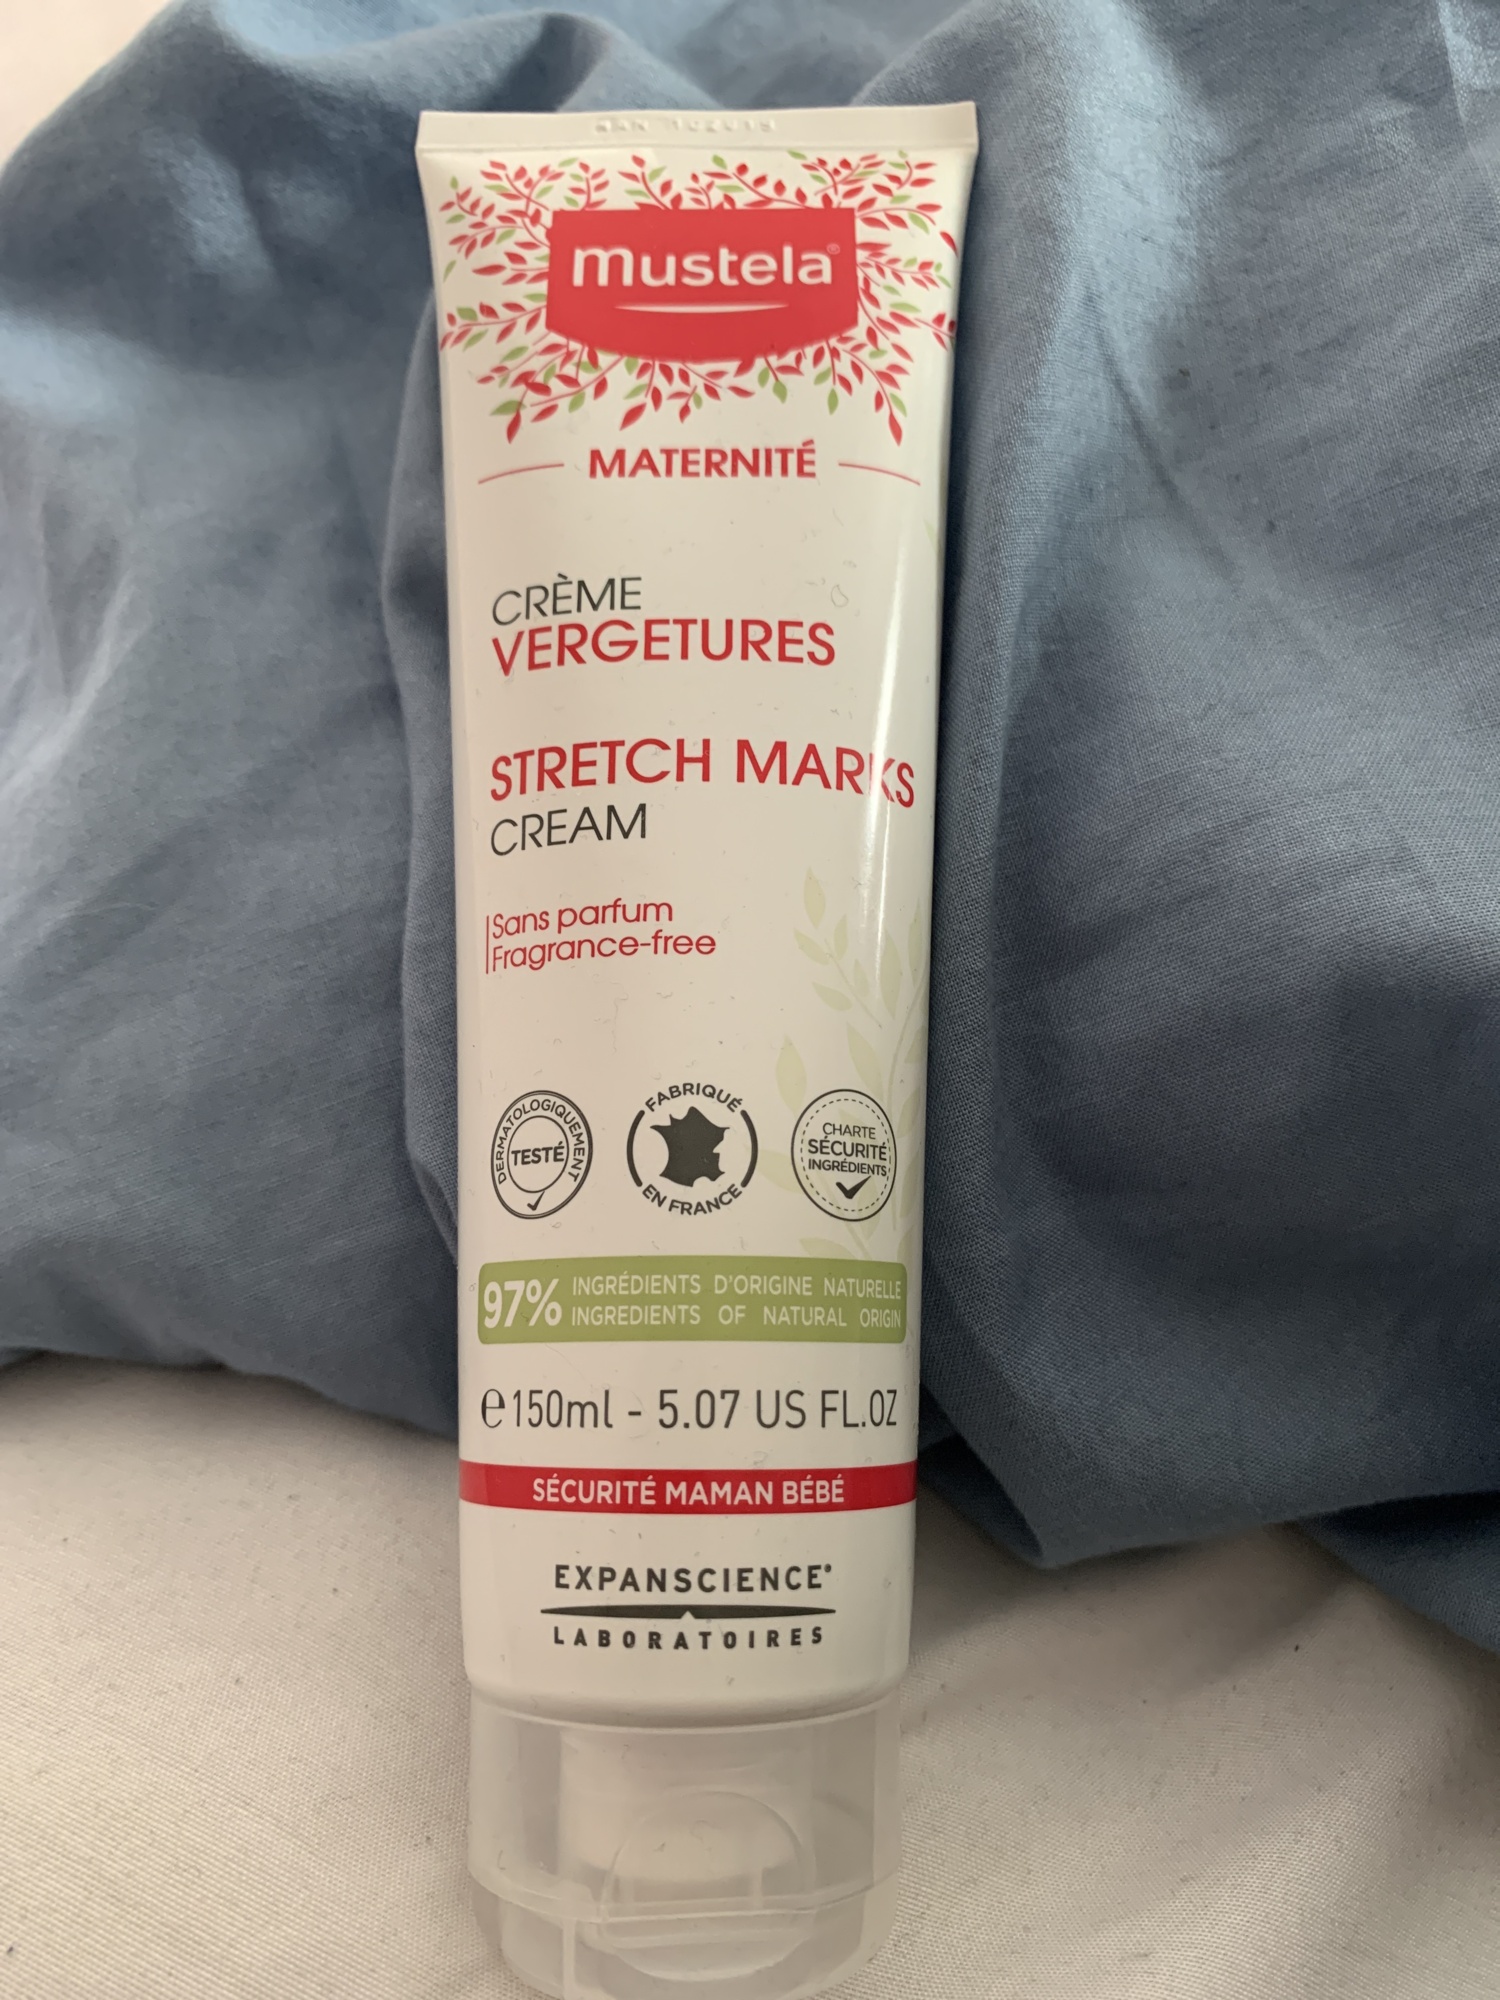 mustela®
MATERNITÉ
CRÈME
VERGETURES
STRETCH MARKS
CREAM
Sans parfum
Fragrance-free
DERMATOLOGIQUEMENT
TESTÉ
FABRIQUÉ
EN FRANCE
CHARTE
SÉCURITÉ
INGRÉDIENTS
97% INGRÉDIENTS D'ORIGINE NATURELLE
INGREDIENTS OF NATURAL ORIGIN
℮150ml - 5.07 US FL.OZ
SÉCURITÉ MAMAN BÉBÉ
EXPANSCIENCE®
LABORATOIRES